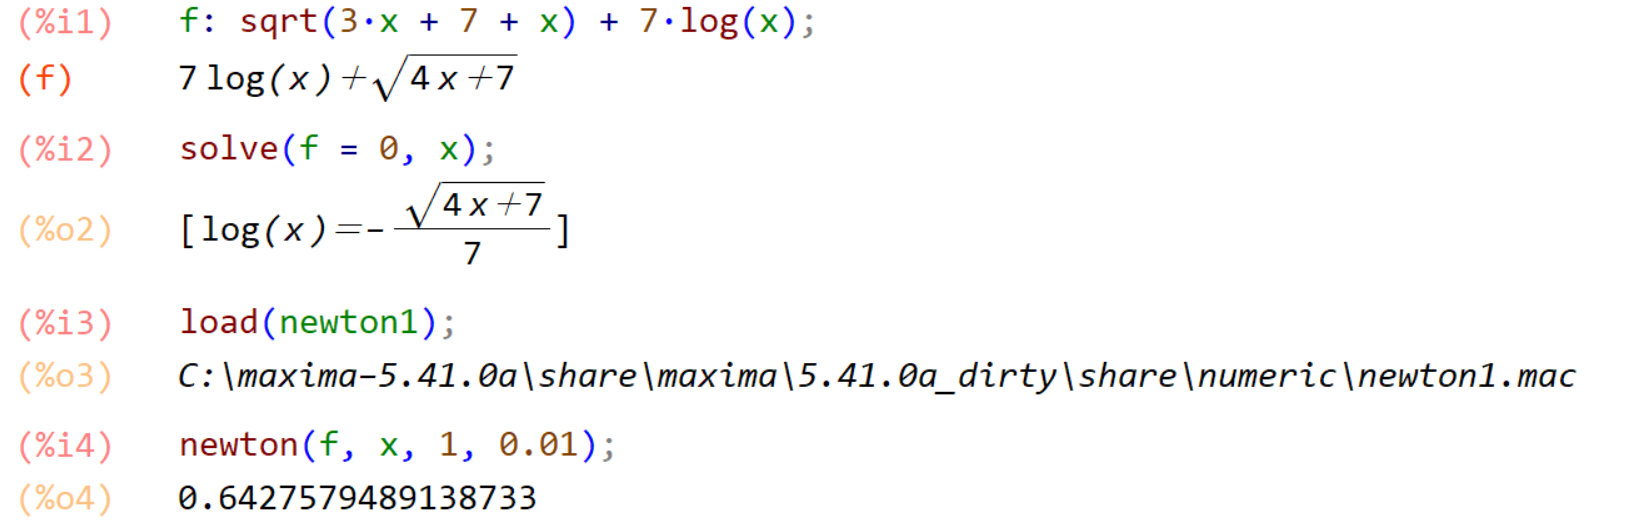 (%i1) f: sqrt(3·x + 7 + x) + 7·log(x);
(f) 7 log(x)+√4 x+7
(%i2) solve(f = 0, x);
(%o2) [log(x)=-√4 x+7/7]
(%i3) load(newton1);
(%o3) C:\maxima-5.41.0a\share\maxima\5.41.0a_dirty\share\numeric\newton1.mac
(%i4) newton(f, x, 1, 0.01);
(%o4) 0.6427579489138733